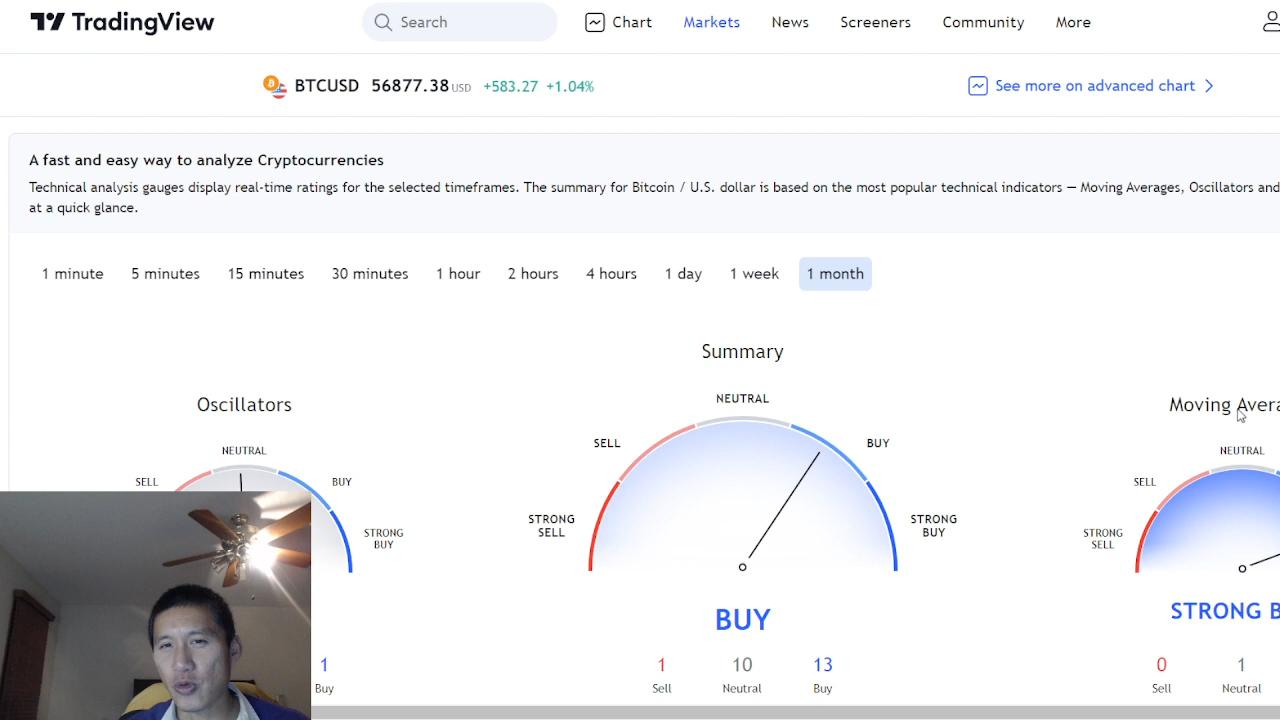 TradingView
Search
Chart
Markets
News
Screeners
Community
More
BTCUSD 56877.38 USD +583.27 +1.04%
See more on advanced chart
A fast and easy way to analyze Cryptocurrencies
Technical analysis gauges display real-time ratings for the selected timeframes. The summary for Bitcoin / U.S. dollar is based on the most popular technical indicators — Moving Averages, Oscillators and
at a quick glance.
1 minute
5 minutes
15 minutes
30 minutes
1 hour
2 hours
4 hours
1 day
1 week
1 month
Oscillators
NEUTRAL
SELL
BUY
STRONG
BUY
1
Buy
Summary
NEUTRAL
SELL
BUY
STRONG
SELL
STRONG
BUY
BUY
1
10
13
Sell
Neutral
Buy
Moving
NEUTRAL
SELL
STRONG
SELL
STRONG
0
1
Sell
Neutral